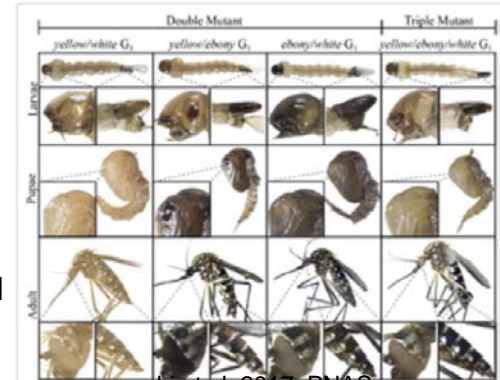 Double Mutant
Triple Mutant
yellow/white G₁
yellow/ebony G₁
ebony/white G₁
yellow/ebony/white G₁
Larvae
Pupae
Adult